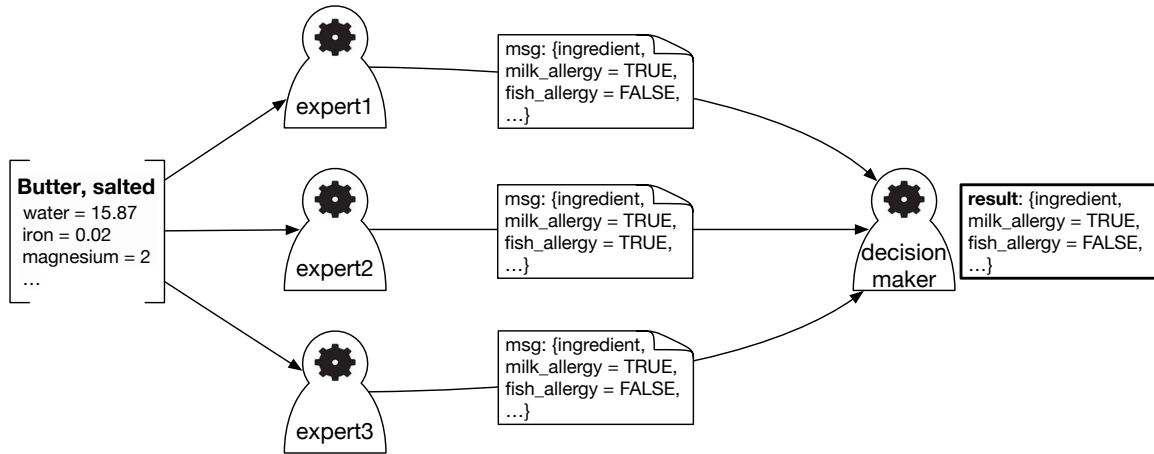 Butter, salted
water = 15.87
iron = 0.02
magnesium = 2
...
expert1
msg: {ingredient,
milk_allergy = TRUE,
fish_allergy = FALSE,
...}
expert2
msg: {ingredient,
milk_allergy = TRUE,
fish_allergy = TRUE,
...}
expert3
msg: {ingredient,
milk_allergy = TRUE,
fish_allergy = FALSE,
...}
decision
maker
result: {ingredient,
milk_allergy = TRUE,
fish_allergy = FALSE,
...}